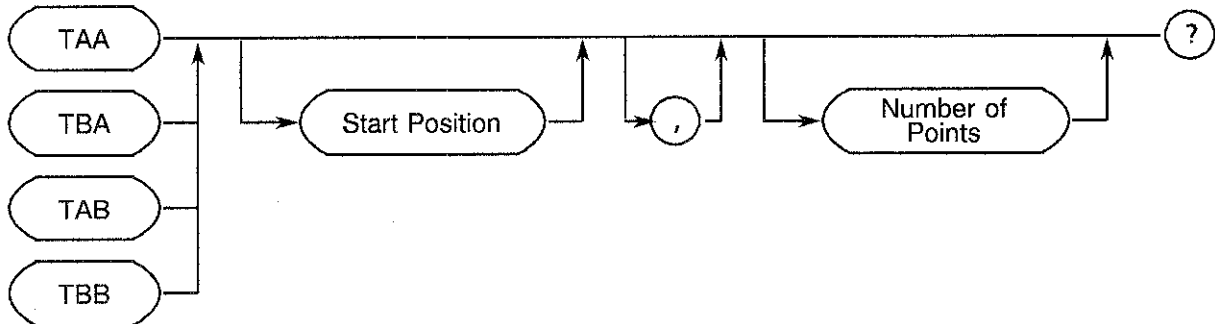 TAA
?
TBA
Start Position
,
Number of
Points
TAB
TBB